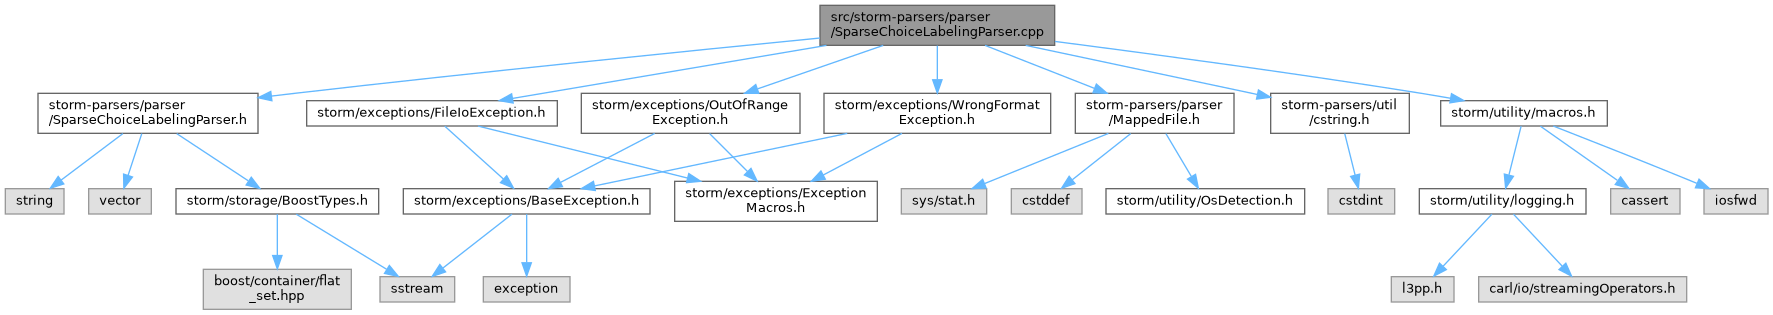 src/storm-parsers/parser
/SparseChoiceLabelingParser.cpp
storm-parsers/parser
/SparseChoiceLabelingParser.h
storm/exceptions/FileIoException.h
storm/exceptions/OutOfRange
Exception.h
storm/exceptions/WrongFormat
Exception.h
storm-parsers/parser
/MappedFile.h
storm-parsers/util
/cstring.h
storm/utility/macros.h
string
vector
storm/storage/BoostTypes.h
storm/exceptions/BaseException.h
storm/exceptions/Exception
Macros.h
sys/stat.h
cstddef
storm/utility/OsDetection.h
cstdint
storm/utility/logging.h
cassert
iosfwd
boost/container/flat
_set.hpp
sstream
exception
l3pp.h
carl/io/streamingOperators.h